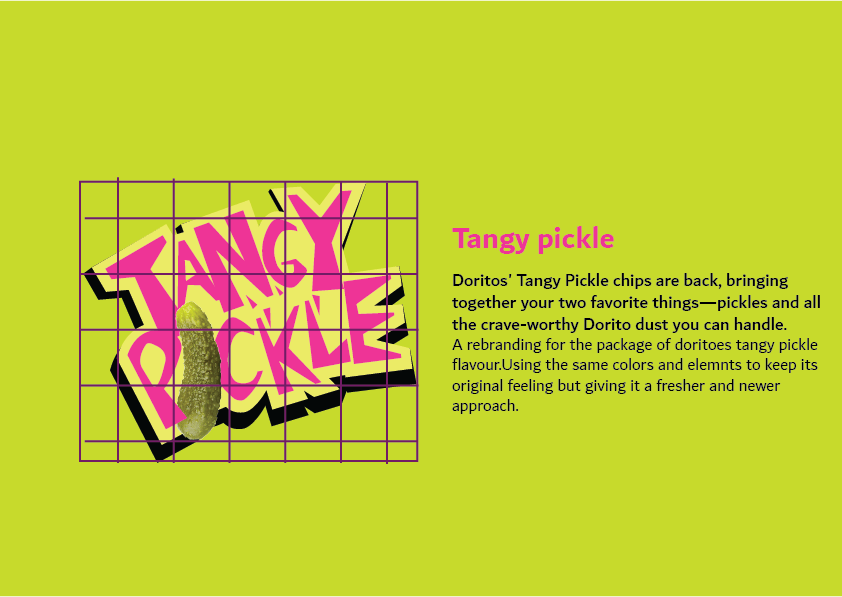 TANGY
PICKLE
Tangy pickle
Doritos' Tangy Pickle chips are back, bringing
together your two favorite things—pickles and all
the crave-worthy Dorito dust you can handle.
A rebranding for the package of doritoes tangy pickle
flavour.Using the same colors and elemnts to keep its
original feeling but giving it a fresher and newer
approach.